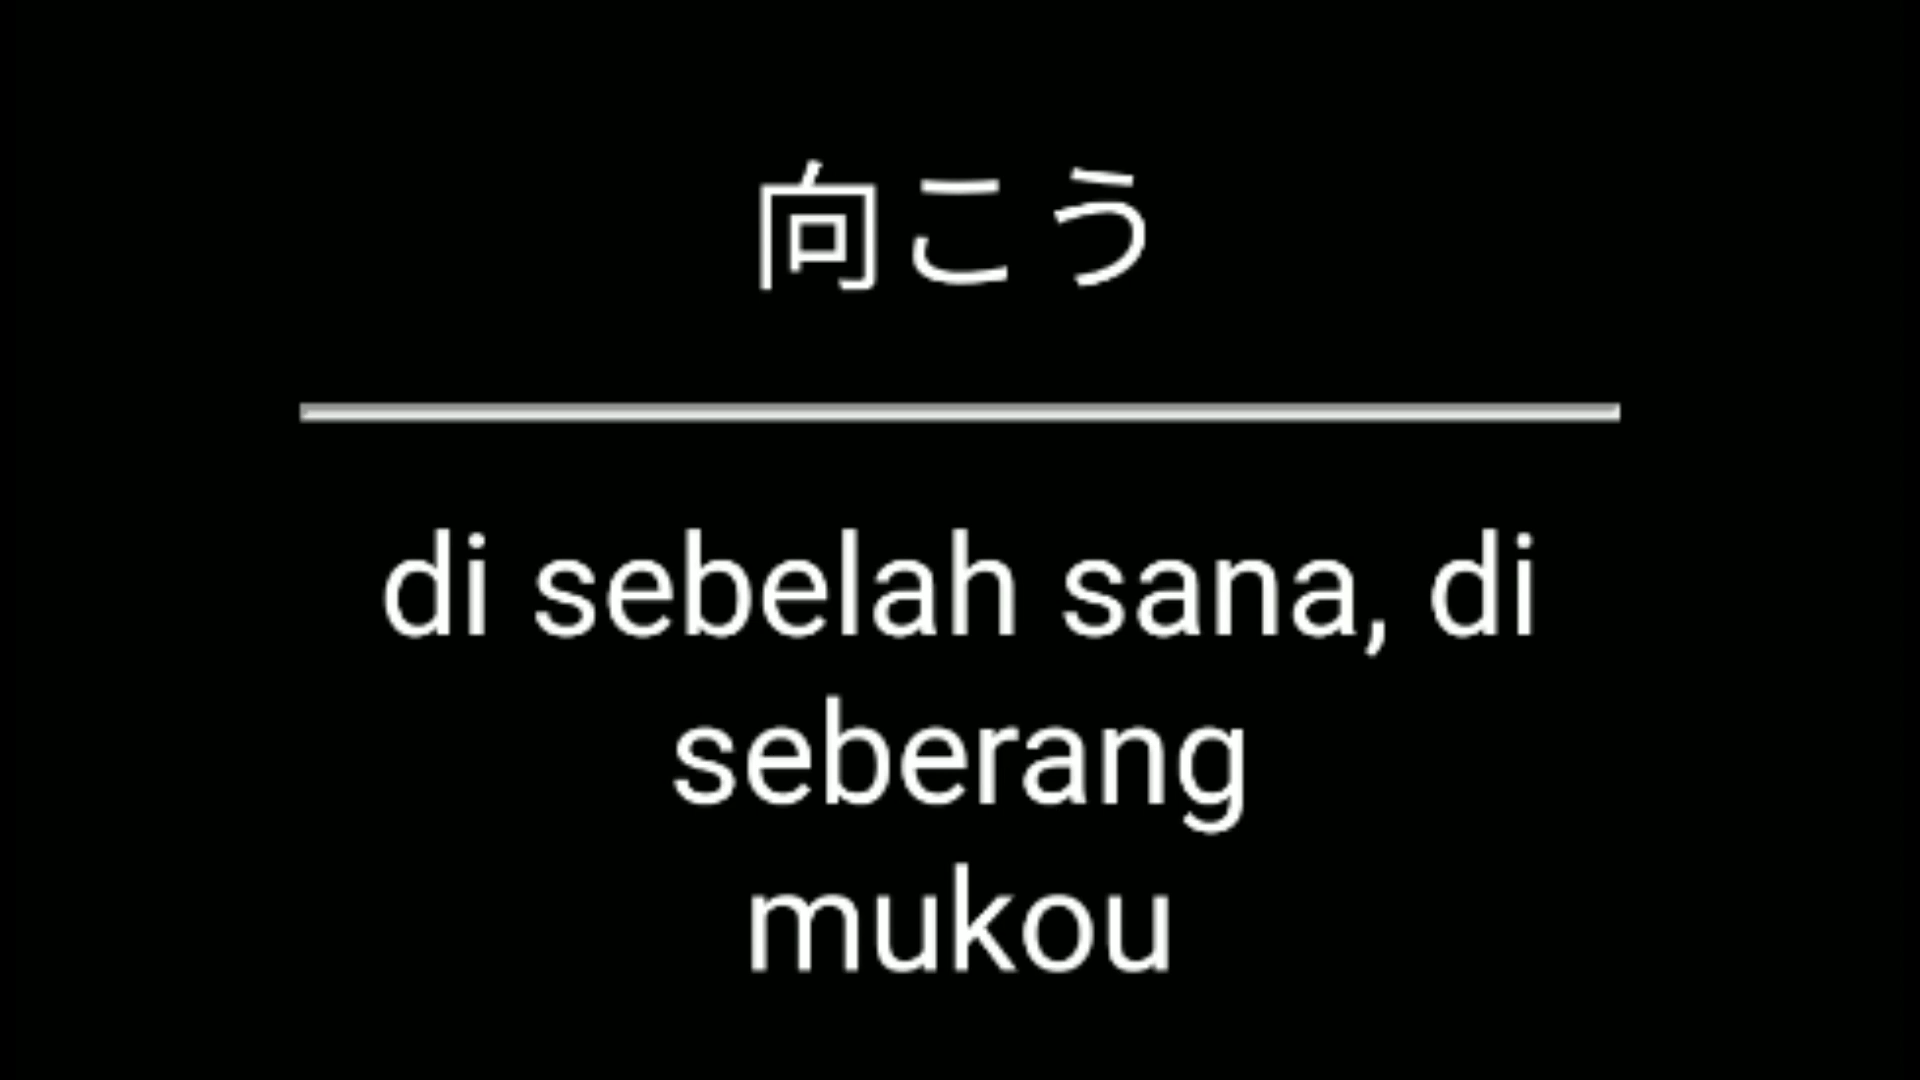 向こう
di sebelah sana, di
seberang
mukou